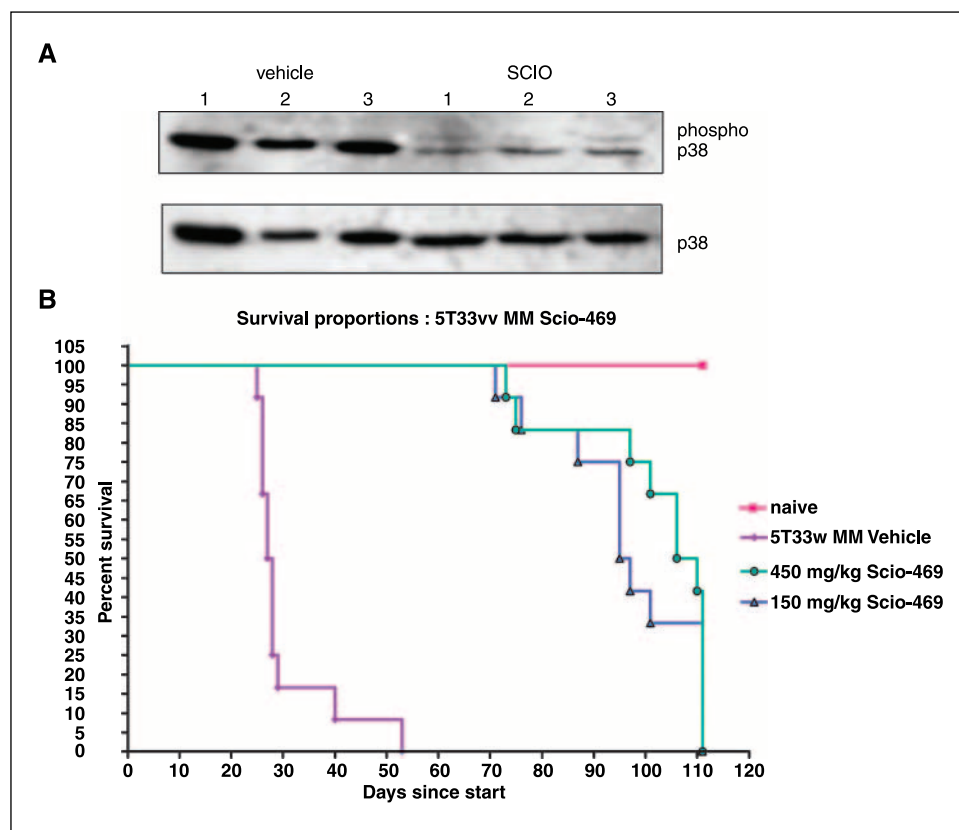 A
vehicle SCIO
1 2 3 1 2 3
phospho
p38
p38
B
Survival proportions : 5T33vv MM Scio-469
105
100
95
90
85
80
75
70
65
60
55
50
45
40
35
30
25
20
15
10
5
0
Percent survival
0 10 20 30 40 50 60 70 80 90 100 110 120
Days since start
naive
5T33w MM Vehicle
450 mg/kg Scio-469
150 mg/kg Scio-469